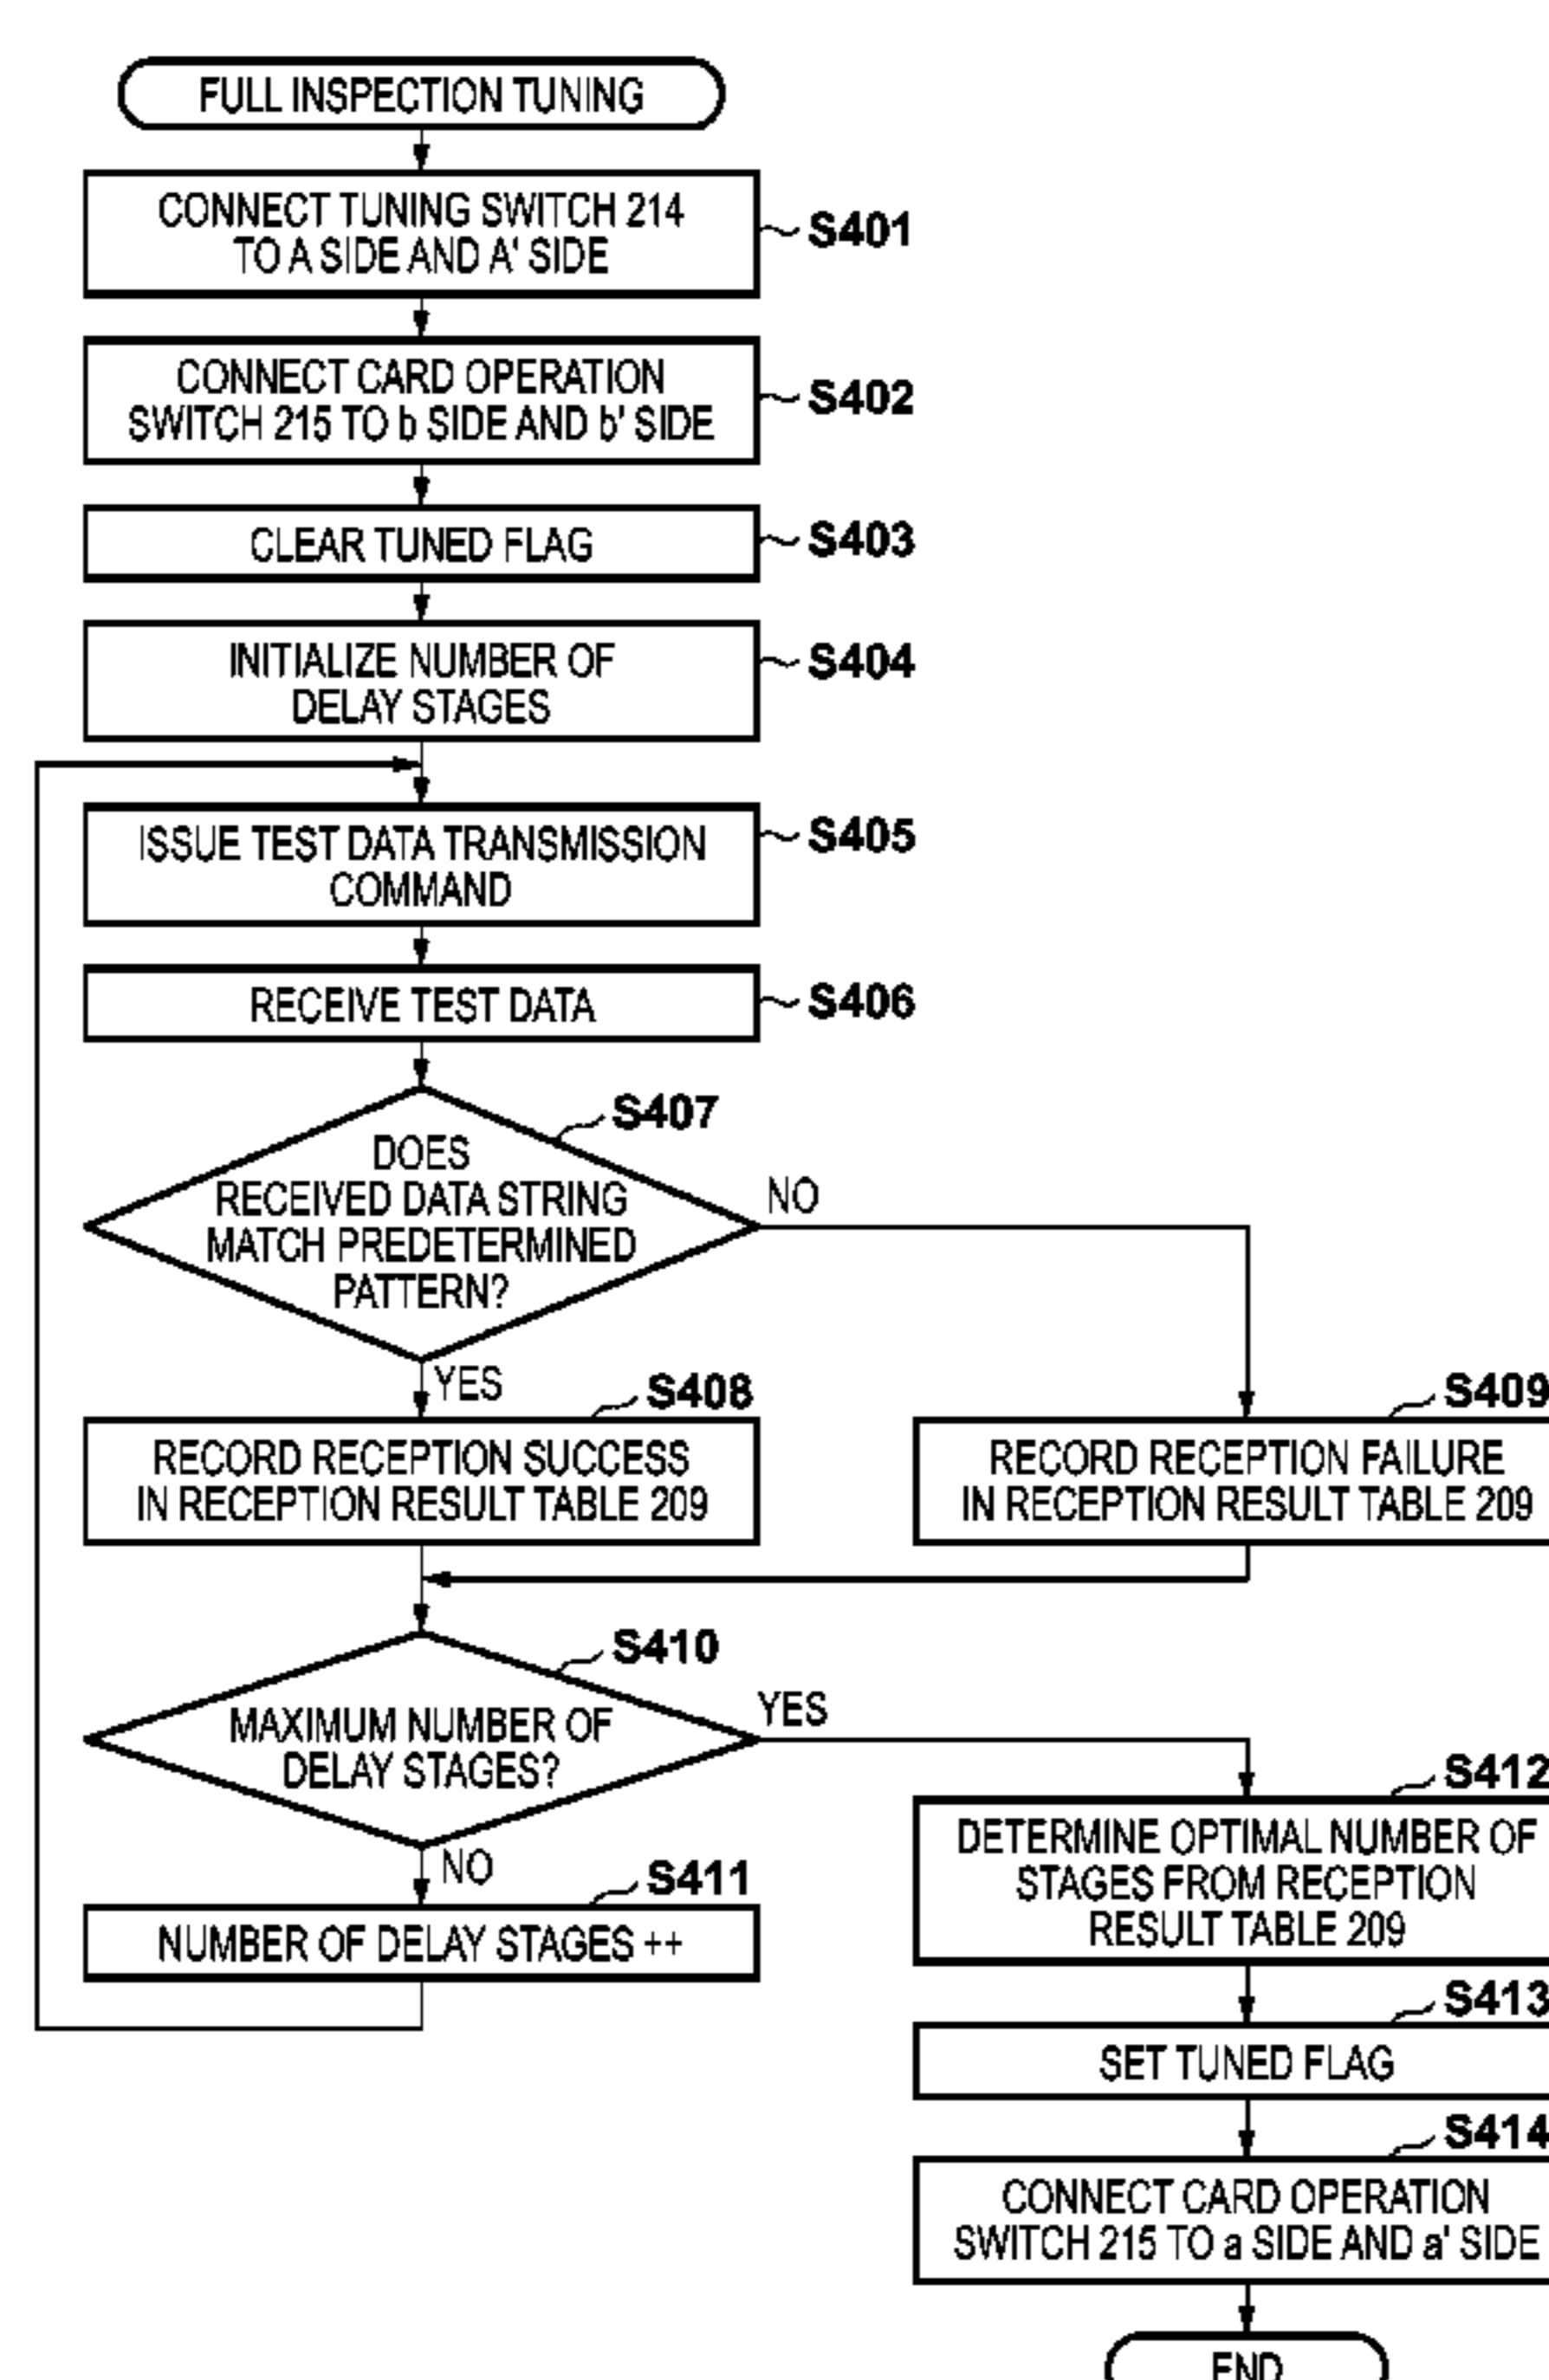 FULL INSPECTION TUNING
CONNECT TUNING SWITCH 214
TO A SIDE AND A' SIDE
S401
CONNECT CARD OPERATION
SWITCH 215 TO b SIDE AND b' SIDE
S402
CLEAR TUNED FLAG
S403
INITIALIZE NUMBER OF
DELAY STAGES
S404
ISSUE TEST DATA TRANSMISSION
COMMAND
S405
RECEIVE TEST DATA
S406
S407
DOES
RECEIVED DATA STRING
MATCH PREDETERMINED
PATTERN?
NO
YES
S408
RECORD RECEPTION SUCCESS
IN RECEPTION RESULT TABLE 209
S409
RECORD RECEPTION FAILURE
IN RECEPTION RESULT TABLE 209
S410
MAXIMUM NUMBER OF
DELAY STAGES?
YES
NO
S411
NUMBER OF DELAY STAGES ++
S412
DETERMINE OPTIMAL NUMBER OF
STAGES FROM RECEPTION
RESULT TABLE 209
S413
SET TUNED FLAG
S414
CONNECT CARD OPERATION
SWITCH 215 TO a SIDE AND a' SIDE
END